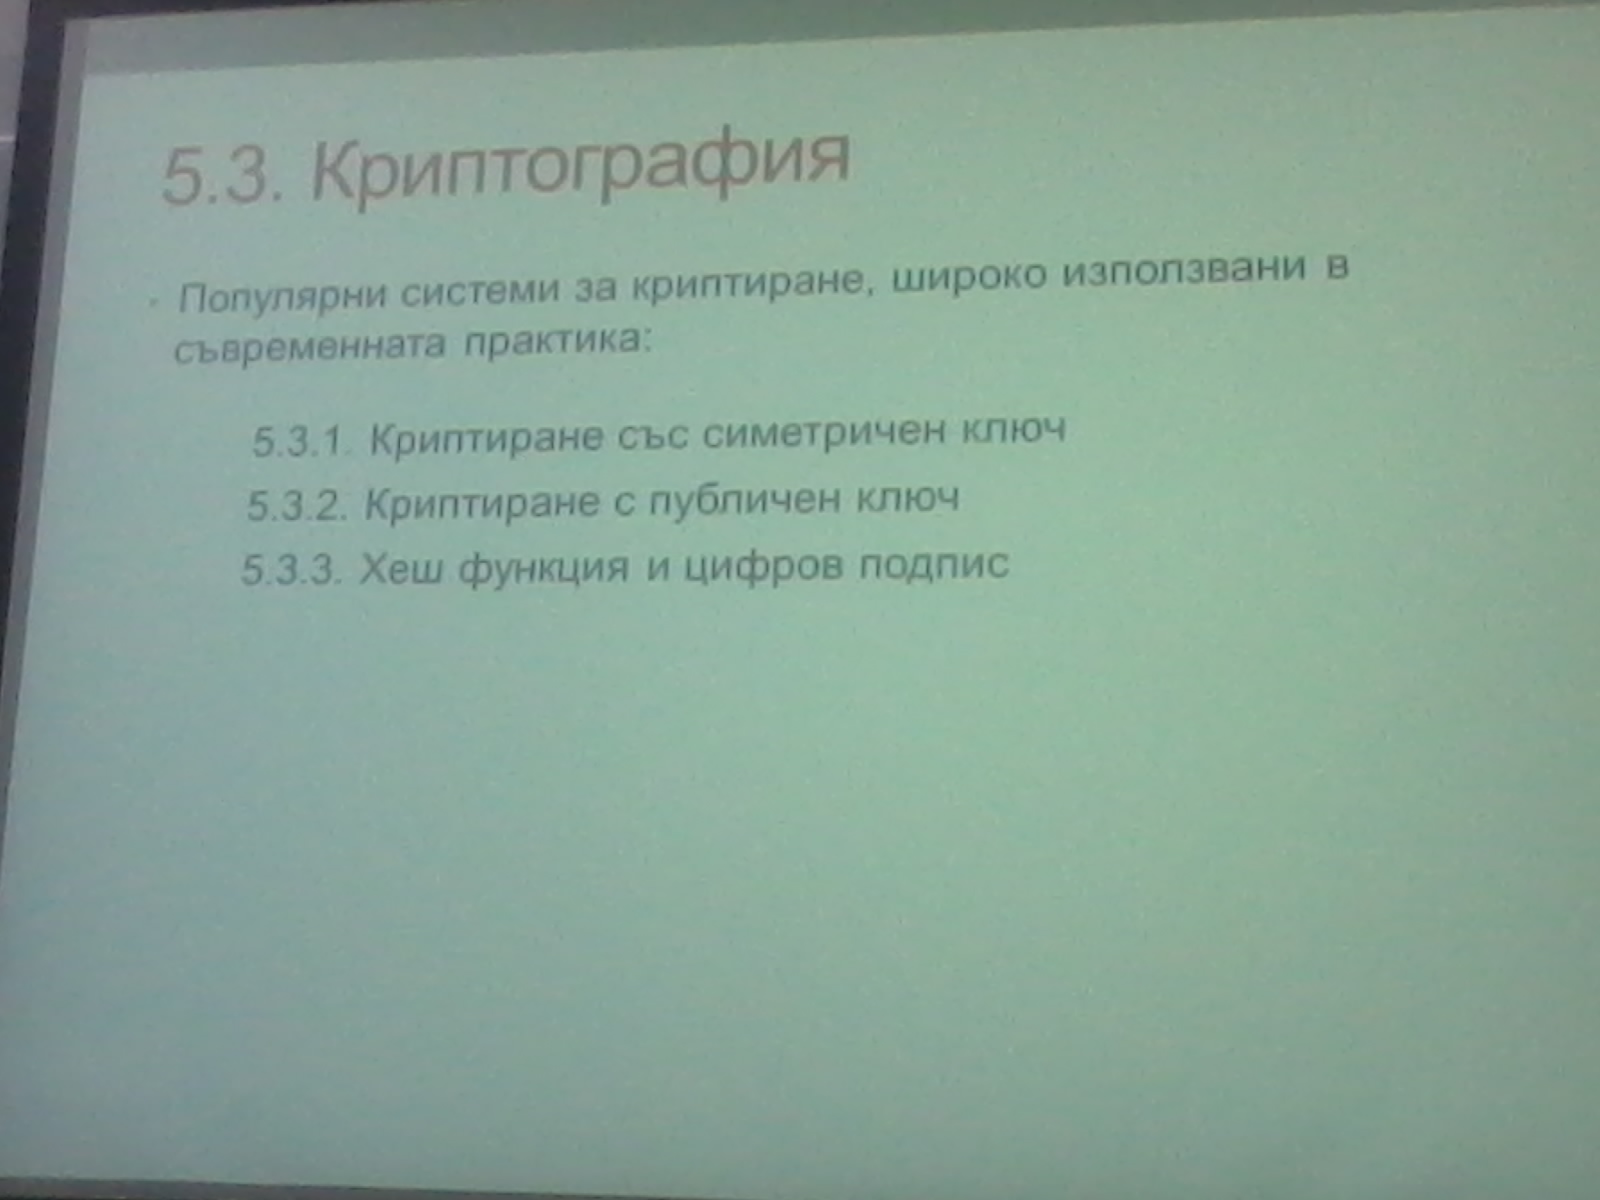 5.3. Криптография
Популярни системи за криптиране, широко използвани в
съвременната практика:
5.3.1. Криптиране със симетричен ключ
5.3.2. Криптиране с публичен ключ
5.3.3. Хеш функция и цифров подпис